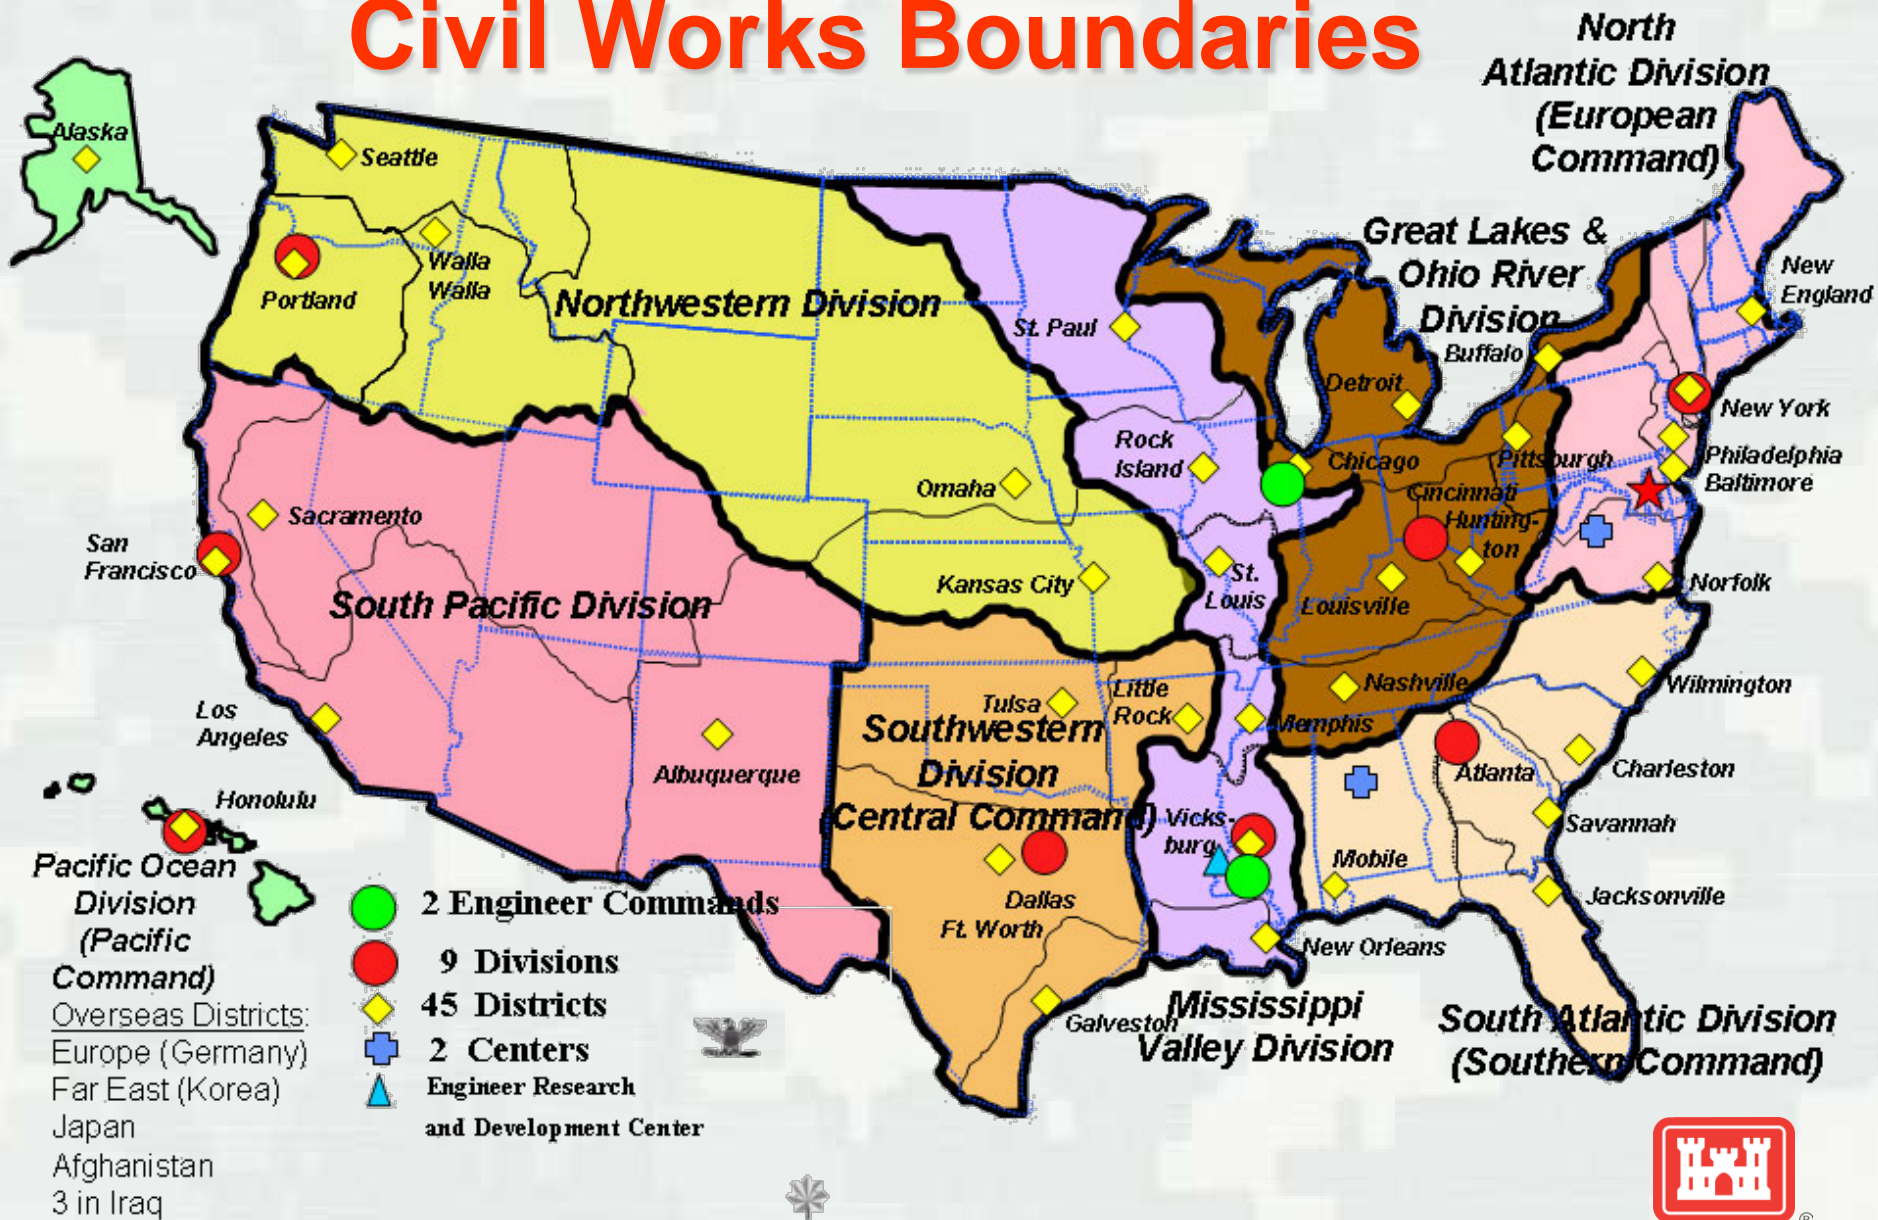 Civil Works Boundaries
North
Atlantic Division
(European
Command)
Alaska
Seattle
Walla
Walla
Portland
Northwestern Division
Great Lakes &
Ohio River
Division
New
England
St. Paul
Buffalo
Detroit
New York
Rock
Island
Chicago
Pittsburgh
Philadelphia
Baltimore
Omaha
Cincinnati
Hunting-
ton
Sacramento
San
Francisco
Kansas City
St.
Louis
Louisville
Norfolk
South Pacific Division
Nashville
Wilmington
Tulsa
Little
Rock
Memphis
Los
Angeles
Southwestern
Division
(Central Command)
Albuquerque
Atlanta
Charleston
Honolulu
Vicks-
burg
Savannah
Mobile
Pacific Ocean
Division
(Pacific
Command)
Jacksonville
Dallas
Ft. Worth
New Orleans
Galveston
Mississippi
Valley Division
South Atlantic Division
(Southern Command)
2 Engineer Commands
9 Divisions
45 Districts
2 Centers
Engineer Research
and Development Center
Overseas Districts:
Europe (Germany)
Far East (Korea)
Japan
Afghanistan
3 in Iraq
®